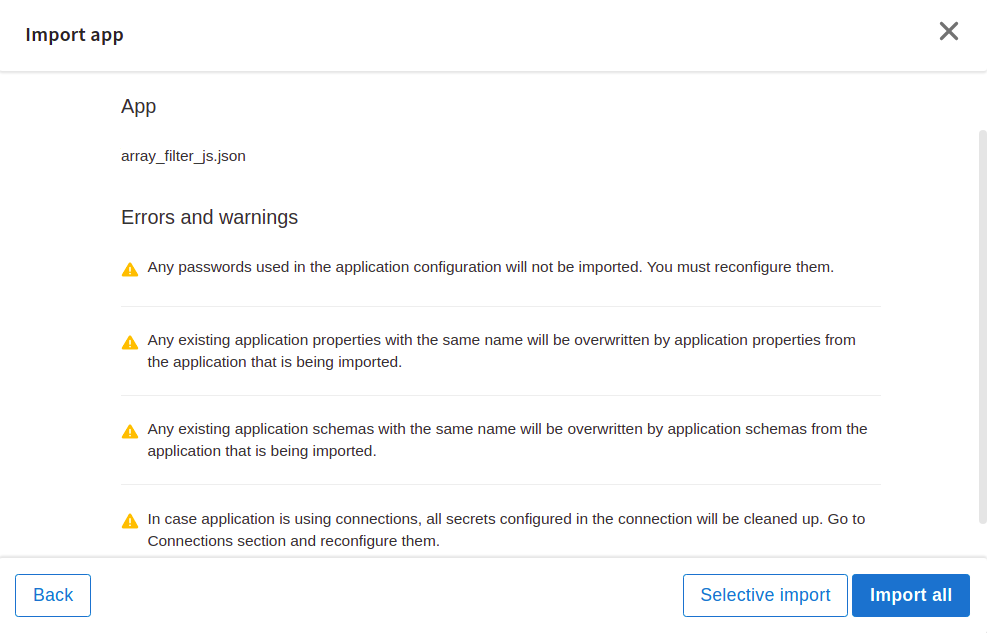 Import app
App
array_filter_js.json
Errors and warnings
Any passwords used in the application configuration will not be imported. You must reconfigure them.
Any existing application properties with the same name will be overwritten by application properties from
the application that is being imported.
Any existing application schemas with the same name will be overwritten by application schemas from the
application that is being imported.
In case application is using connections, all secrets configured in the connection will be cleaned up. Go to
Connections section and reconfigure them.
Back
Selective import
Import all